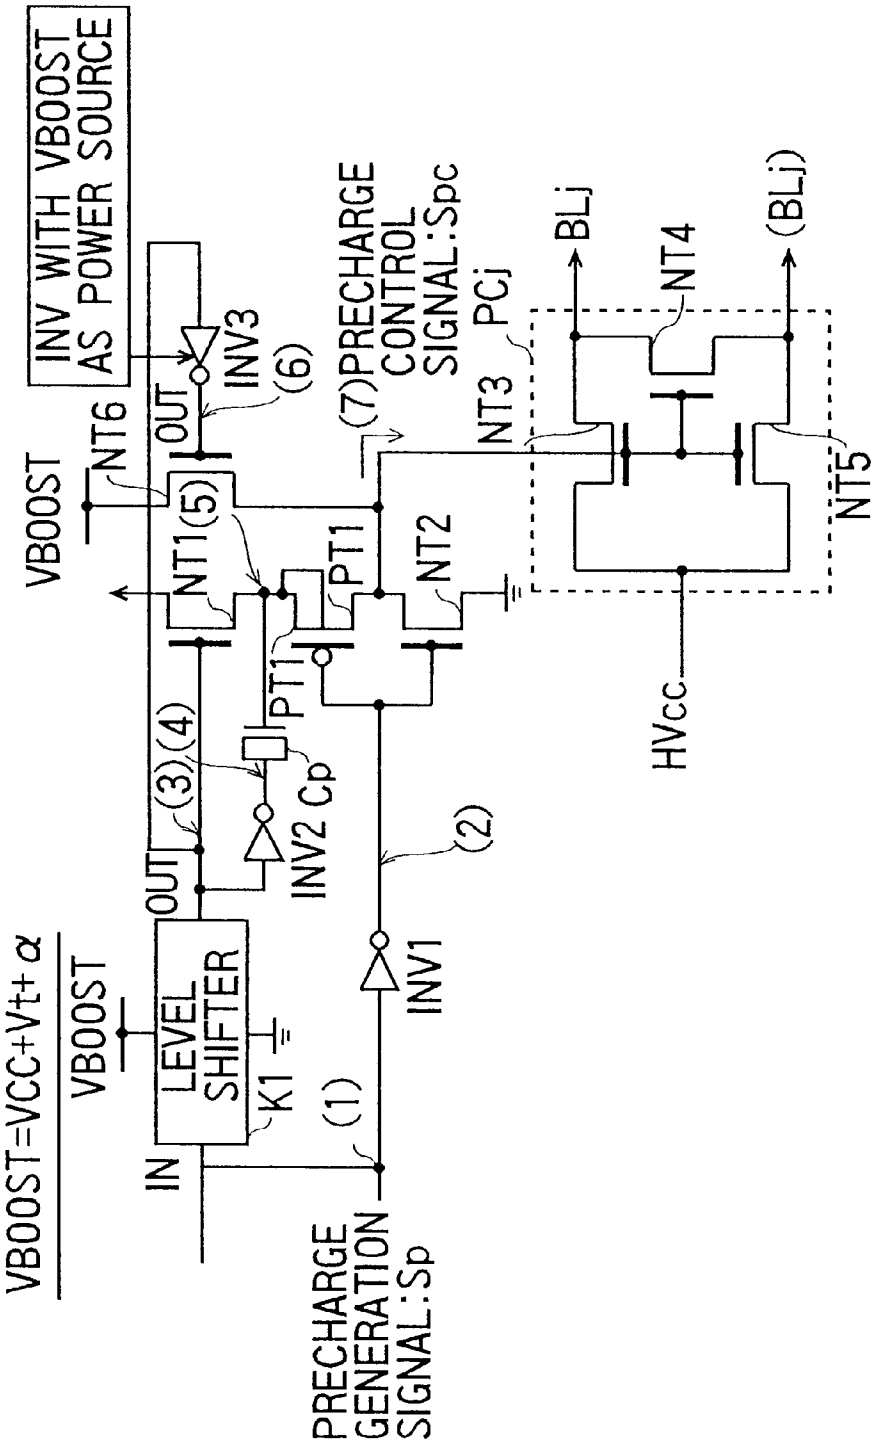 VBOOST=VCC+Vt+α
VBOOST
IN
LEVEL
SHIFTER
K1
OUT
(3)
(4)
INV2
Cp
PRECHARGE
GENERATION
SIGNAL:Sp
(1)
INV1
(2)
VBOOST
NT6
NT1
(5)
PT1
PT1
NT2
OUT
INV WITH VBOOST
AS POWER SOURCE
INV3
(6)
(7)PRECHARGE
CONTROL
SIGNAL:Spc
PCj
NT3
BLj
NT4
(BLj)
NT5
HVcc